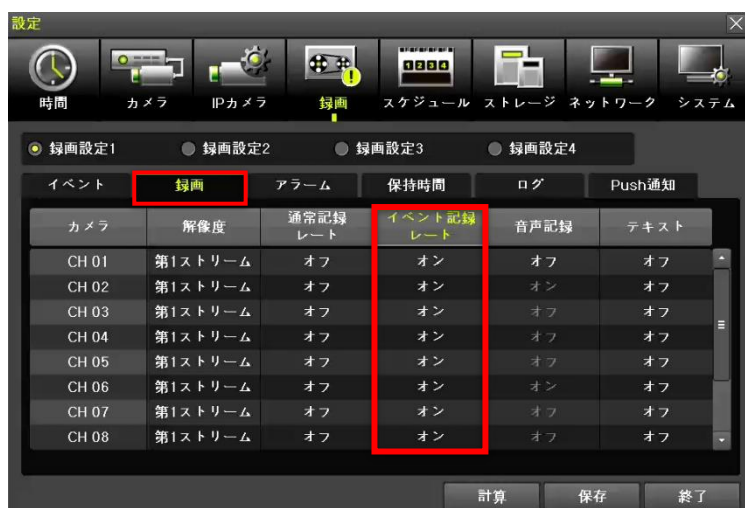 設定
時間 カメラ IPカメラ 録画 スケジュール ストレージ ネットワーク システム
録画設定1 録画設定2 録画設定3 録画設定4
イベント 録画 アラーム 保持時間 ログ Push通知
カメラ 解像度 通常記録レート イベント記録レート 音声記録 テキスト
CH 01 第1ストリーム オフ オン オフ オフ
CH 02 第1ストリーム オフ オン オン オフ
CH 03 第1ストリーム オフ オン オフ オフ
CH 04 第1ストリーム オフ オン オフ オフ
CH 05 第1ストリーム オフ オン オフ オフ
CH 06 第1ストリーム オフ オン オン オフ
CH 07 第1ストリーム オフ オン オフ オフ
CH 08 第1ストリーム オフ オン オフ オフ
計算 保存 終了